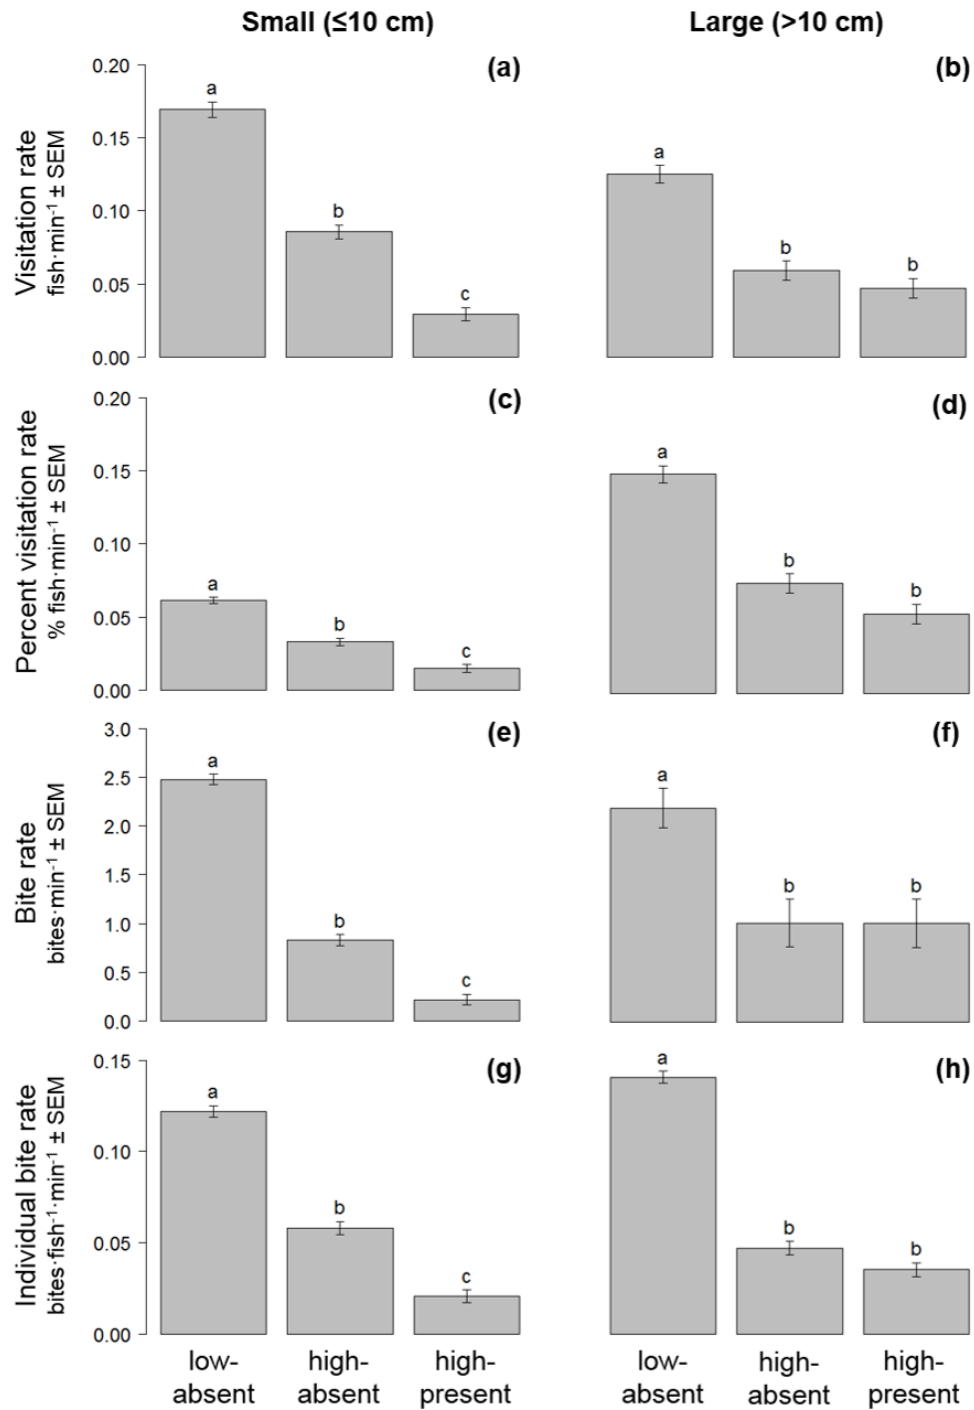 Small (≤10 cm)
Large (>10 cm)
(a)
Visitation rate
fish·min⁻¹ ± SEM
0.20
0.15
0.10
0.05
0.00
a
b
c
(b)
a
b
b
(c)
Percent visitation rate
% fish·min⁻¹ ± SEM
0.20
0.15
0.10
0.05
0.00
a
b
c
(d)
a
b
b
(e)
Bite rate
bites·min⁻¹ ± SEM
3.0
2.5
2.0
1.5
1.0
0.5
0.0
a
b
c
(f)
a
b
b
(g)
Individual bite rate
bites·fish⁻¹·min⁻¹ ± SEM
0.15
0.10
0.05
0.00
a
b
c
(h)
a
b
b
low-
absent
high-
absent
high-
present
low-
absent
high-
absent
high-
present